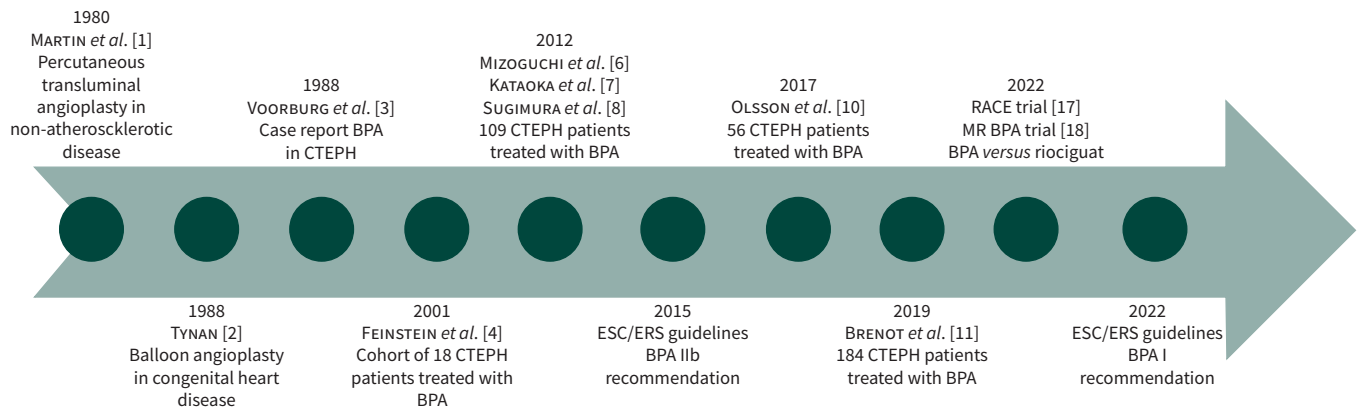 1980
Martin et al. [1]
Percutaneous
transluminal
angioplasty in
non-atheroscklerotic
disease
1988
Voorburg et al. [3]
Case report BPA
in CTEPH
2012
Mizoguchi et al. [6]
Kataoka et al. [7]
Sugimura et al. [8]
109 CTEPH patients
treated with BPA
2017
Olsson et al. [10]
56 CTEPH patients
treated with BPA
2022
RACE trial [17]
MR BPA trial [18]
BPA versus riociguat
1988
Tynan [2]
Balloon angioplasty
in congenital heart
disease
2001
Feinstein et al. [4]
Cohort of 18 CTEPH
patients treated with
BPA
2015
ESC/ERS guidelines
BPA IIb
recommendation
2019
Brenot et al. [11]
184 CTEPH patients
treated with BPA
2022
ESC/ERS guidelines
BPA I
recommendation